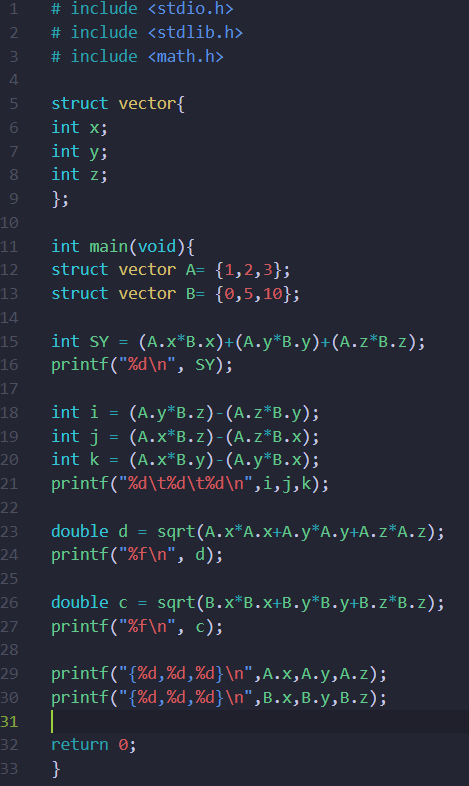 1 # include <stdio.h>
2 # include <stdlib.h>
3 # include <math.h>
4
5 struct vector{
6 int x;
7 int y;
8 int z;
9 };
10
11 int main(void){
12 struct vector A= {1,2,3};
13 struct vector B= {0,5,10};
14
15 int SY = (A.x*B.x)+(A.y*B.y)+(A.z*B.z);
16 printf("%d\n", SY);
17
18 int i = (A.y*B.z)-(A.z*B.y);
19 int j = (A.x*B.z)-(A.z*B.x);
20 int k = (A.x*B.y)-(A.y*B.x);
21 printf("%d\t%d\t%d\n",i,j,k);
22
23 double d = sqrt(A.x*A.x+A.y*A.y+A.z*A.z);
24 printf("%f\n", d);
25
26 double c = sqrt(B.x*B.x+B.y*B.y+B.z*B.z);
27 printf("%f\n", c);
28
29 printf("{%d,%d,%d}\n",A.x,A.y,A.z);
30 printf("{%d,%d,%d}\n",B.x,B.y,B.z);
31
32 return 0;
33 }